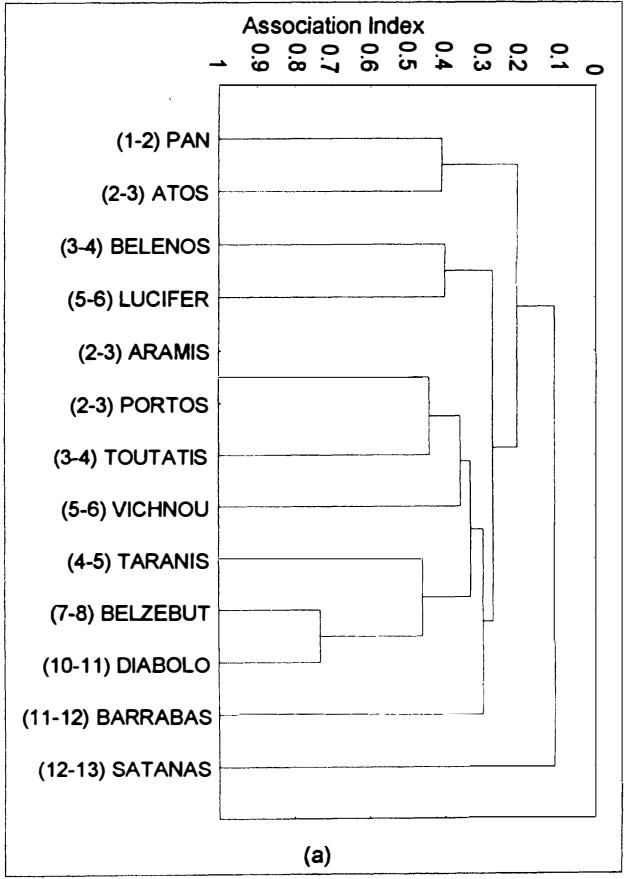 Association Index
1 0.9 0.8 0.7 0.6 0.5 0.4 0.3 0.2 0.1 0
(1-2) PAN
(2-3) ATOS
(3-4) BELENOS
(5-6) LUCIFER
(2-3) ARAMIS
(2-3) PORTOS
(3-4) TOUTATIS
(5-6) VICHNOU
(4-5) TARANIS
(7-8) BELZEBUT
(10-11) DIABOLO
(11-12) BARRABAS
(12-13) SATANAS
(a)